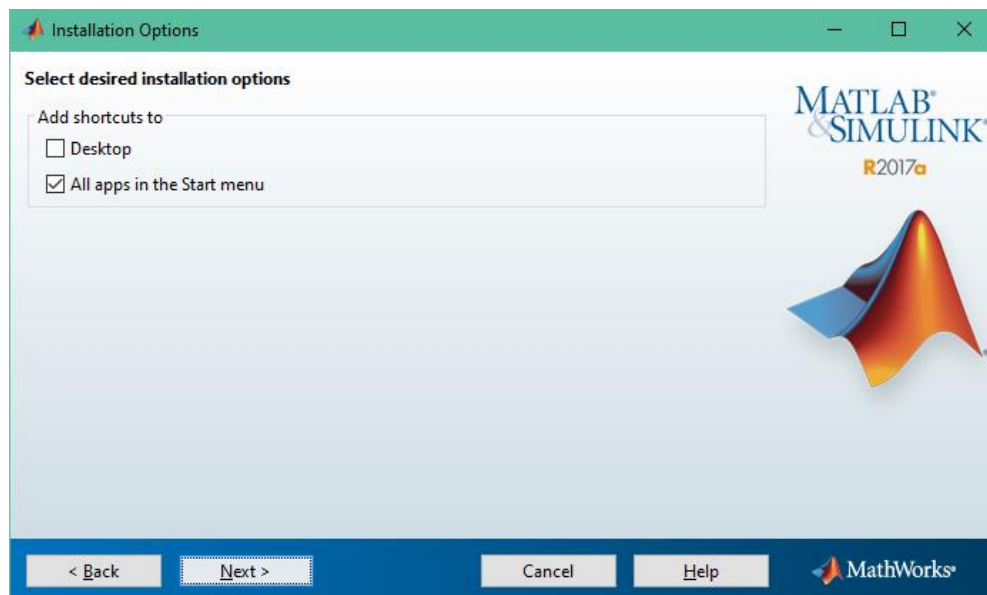 Installation Options
Select desired installation options
Add shortcuts to
Desktop
All apps in the Start menu
MATLAB®
&SIMULINK®
R2017a
®
< Back
Next >
Cancel
Help
MathWorks®